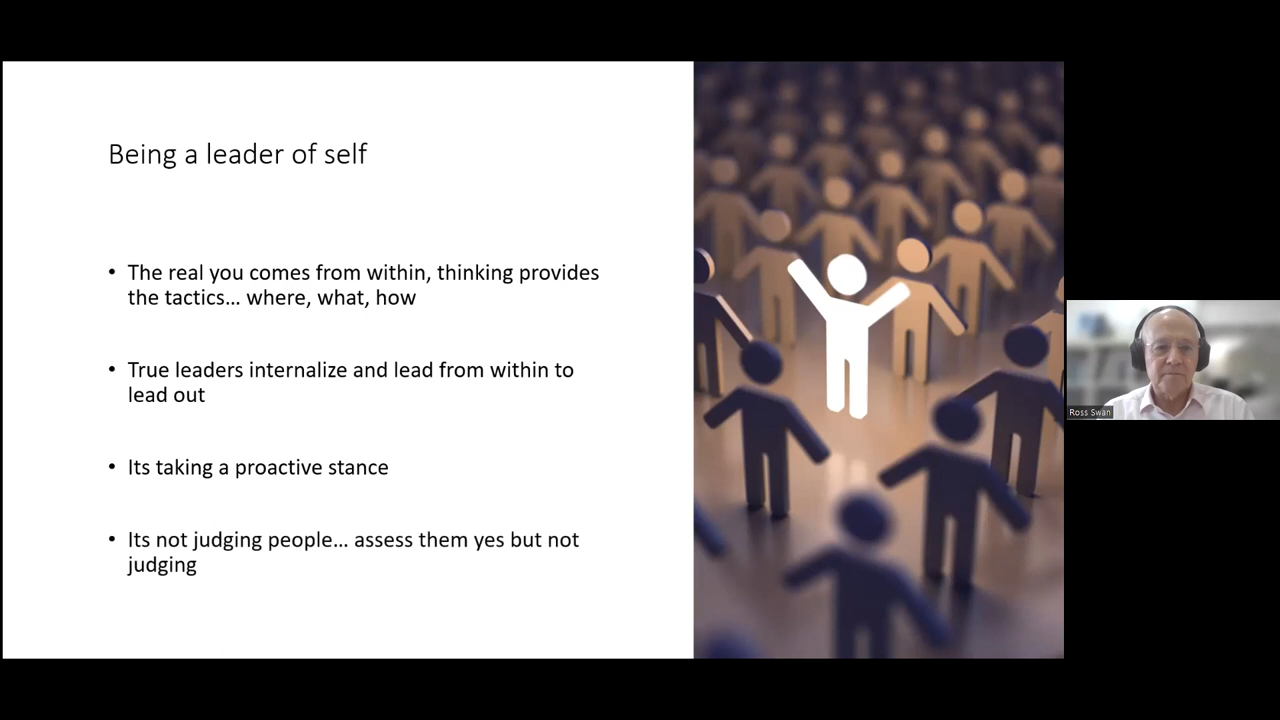 Being a leader of self
• The real you comes from within, thinking provides
the tactics... where, what, how
• True leaders internalize and lead from within to
lead out
• Its taking a proactive stance
• Its not judging people... assess them yes but not
judging
Ross Swan